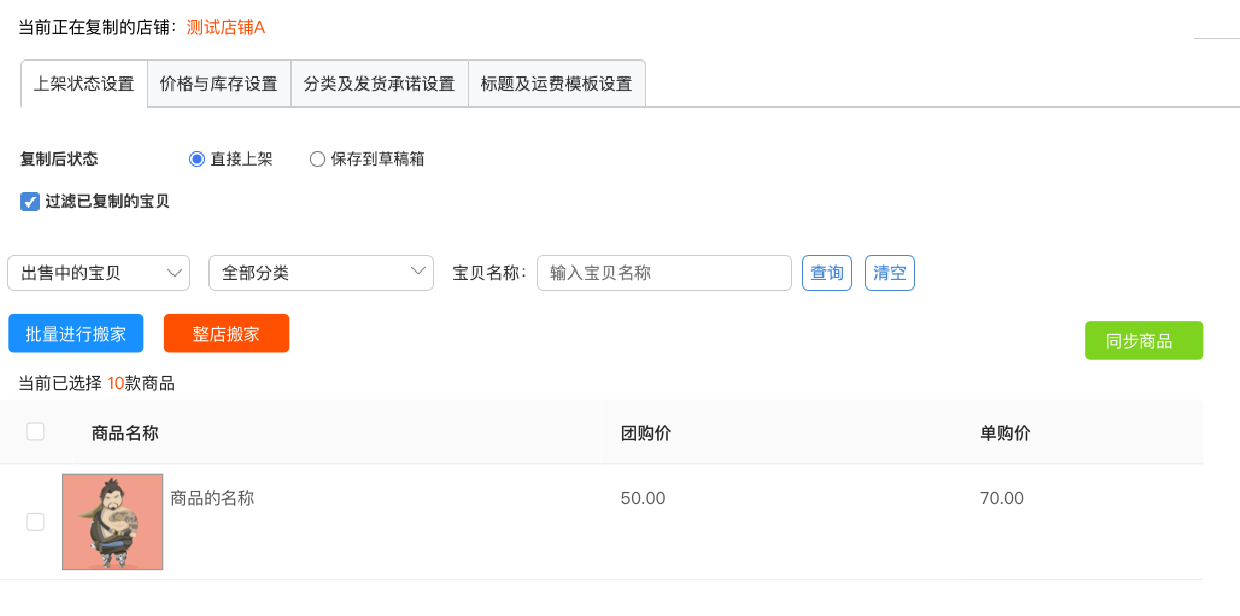 当前正在复制的店铺：测试店铺A
上架状态设置 价格与库存设置 分类及发货承诺设置 标题及运费模板设置
复制后状态 直接上架 保存到草稿箱
过滤已复制的宝贝
出售中的宝贝 全部分类 宝贝名称： 输入宝贝名称 查询 清空
批量进行搬家 整店搬家 同步商品
当前已选择 10款商品
商品名称 团购价 单购价
商品的名称 50.00 70.00